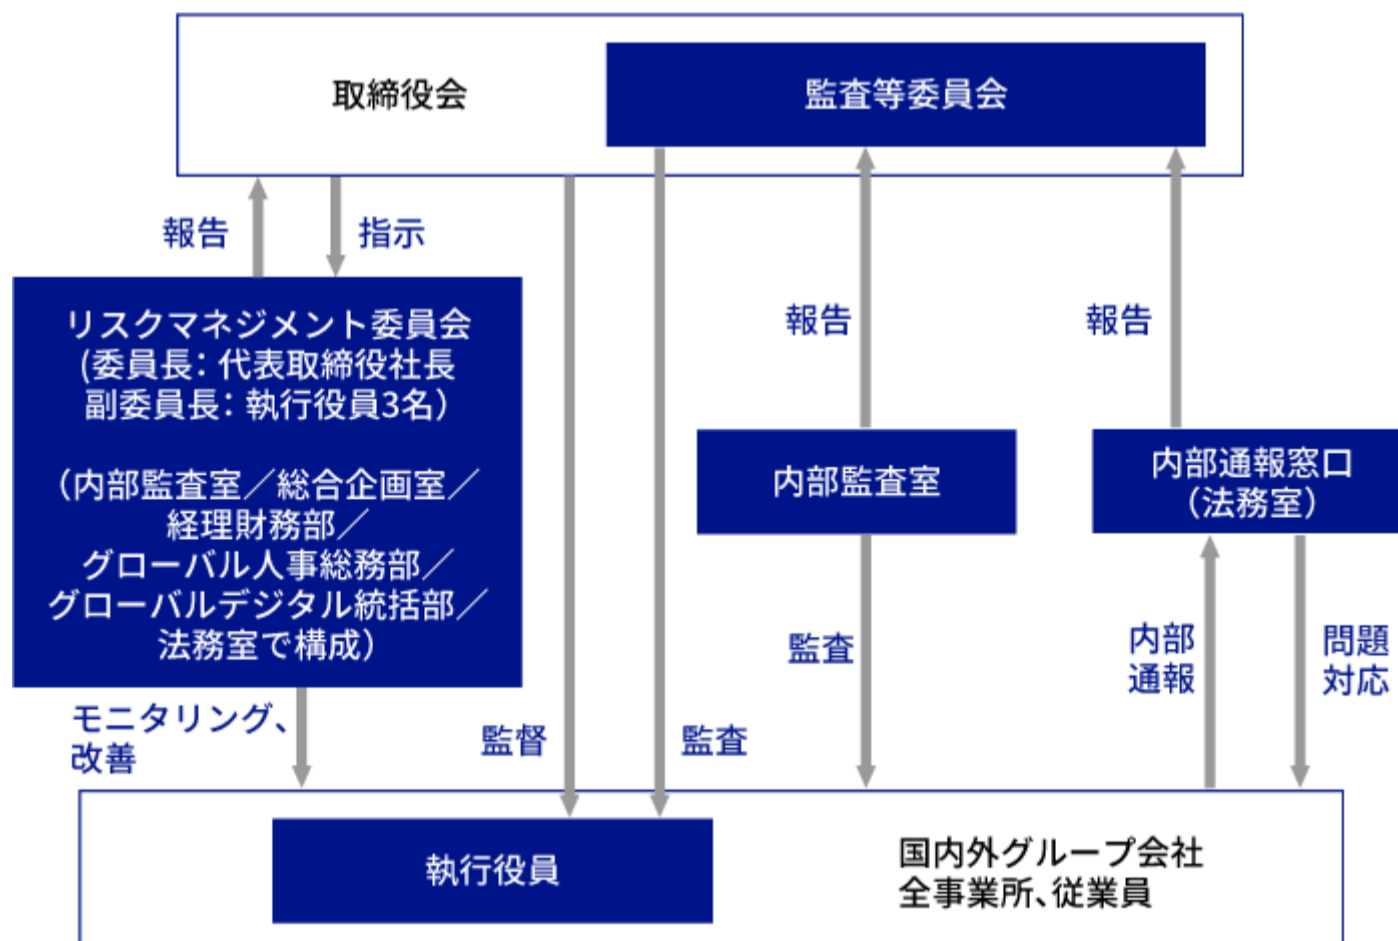 取締役会
監査等委員会
報告
指示
リスクマネジメント委員会
(委員長：代表取締役社長
副委員長：執行役員3名）
（内部監査室／総合企画室／
経理財務部／
グローバル人事総務部／
グローバルデジタル統括部／
法務室で構成）
報告
報告
内部監査室
内部通報窓口
（法務室）
モニタリング、
改善
監督
監査
監査
内部
通報
問題
対応
執行役員
国内外グループ会社
全事業所、従業員